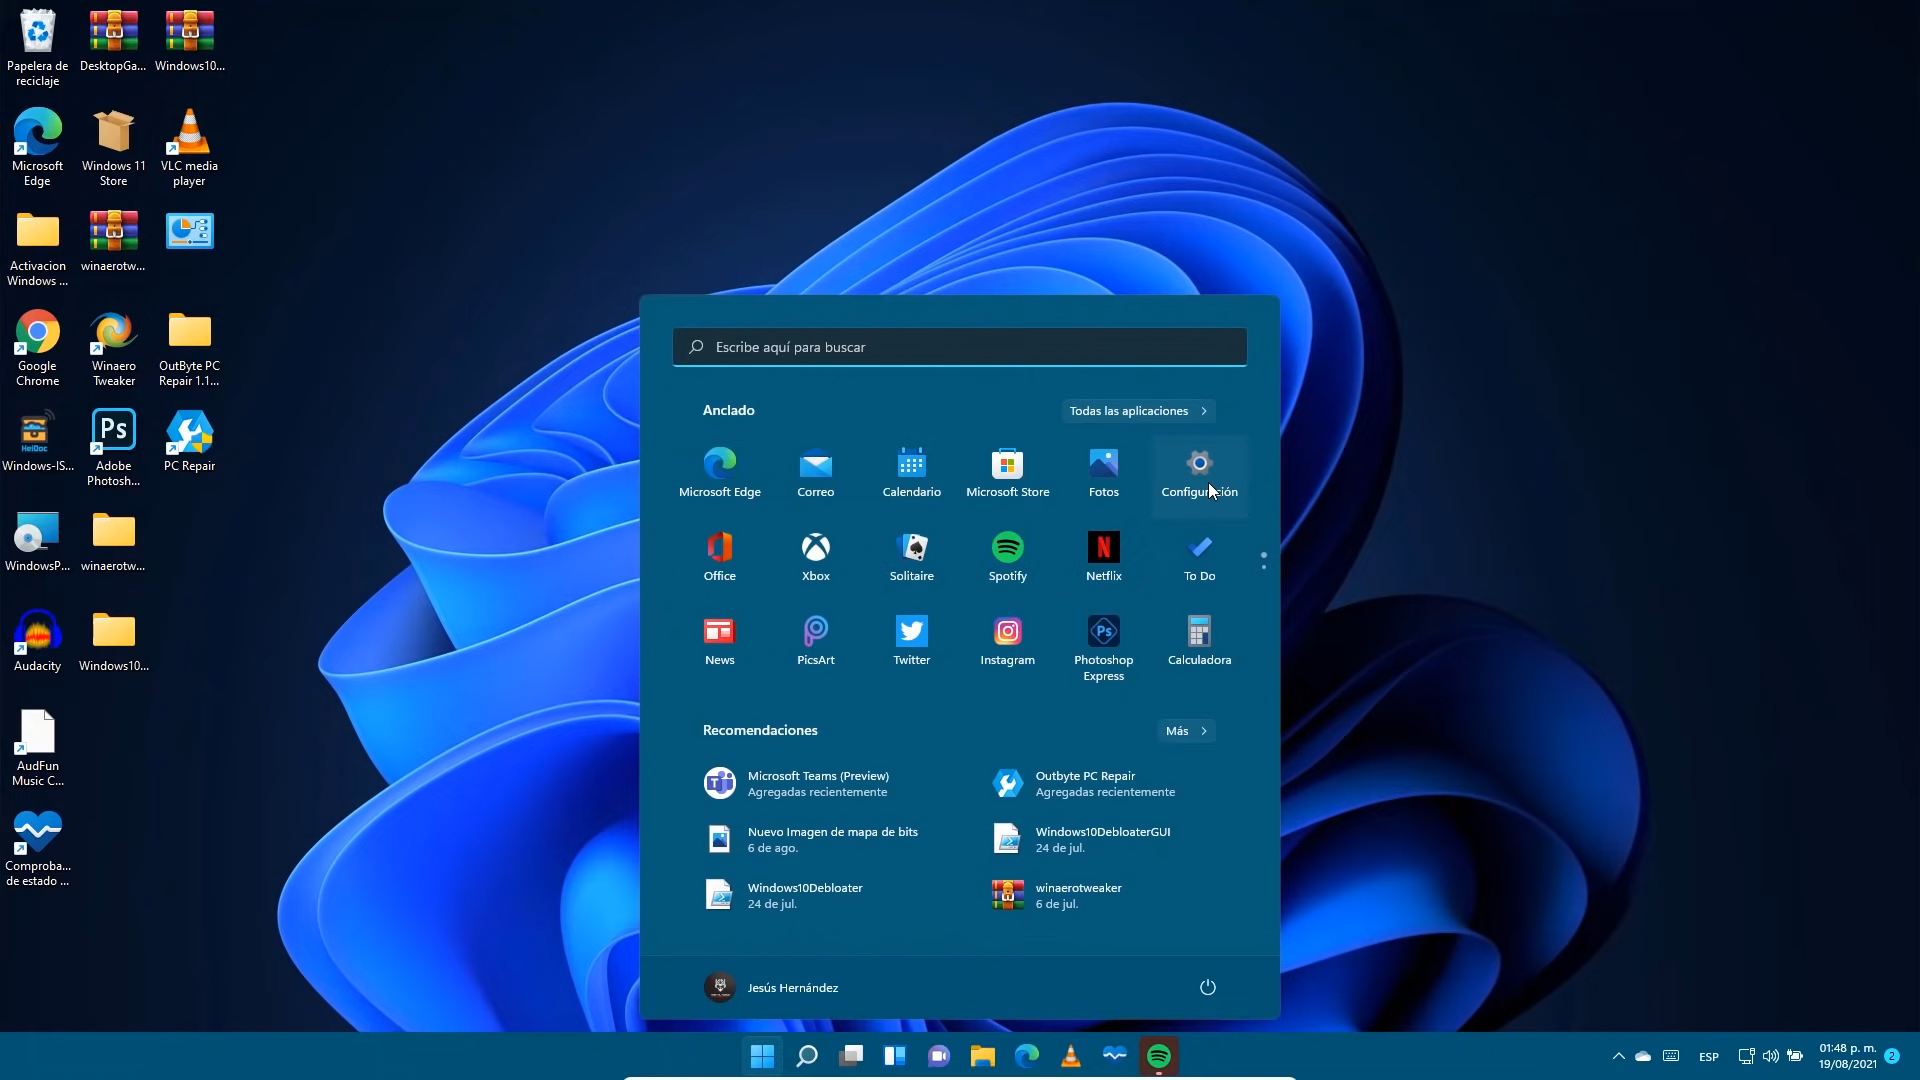 Papelera de
reciclaje
DesktopGa...
Windows10...
Microsoft
Edge
Windows 11
Store
VLC media
player
Activacion
Windows ...
winaerotw...
Google
Chrome
Winaero
Tweaker
OutByte PC
Repair 1.1...
HeiDoc
Windows-IS...
Ps
Adobe
Photosh...
PC Repair
WindowsP...
winaerotw...
Audacity
Windows10...
AudFun
Music C...
Comproba...
de estado ...
Escribe aquí para buscar
Anclado
Todas las aplicaciones
Microsoft Edge
Correo
Calendario
Microsoft Store
Fotos
Configuración
Office
Xbox
Solitaire
Spotify
N
Netflix
To Do
News
PicsArt
Twitter
Instagram
Ps
Photoshop
Express
Calculadora
Recomendaciones
Más
Microsoft Teams (Preview)
Agregadas recientemente
Outbyte PC Repair
Agregadas recientemente
Nuevo Imagen de mapa de bits
6 de ago.
Windows10DebloaterGUI
24 de jul.
Windows10Debloater
24 de jul.
winaerotweaker
6 de jul.
Jesús Hernández
ESP
01:48 p. m.
19/08/2021
2